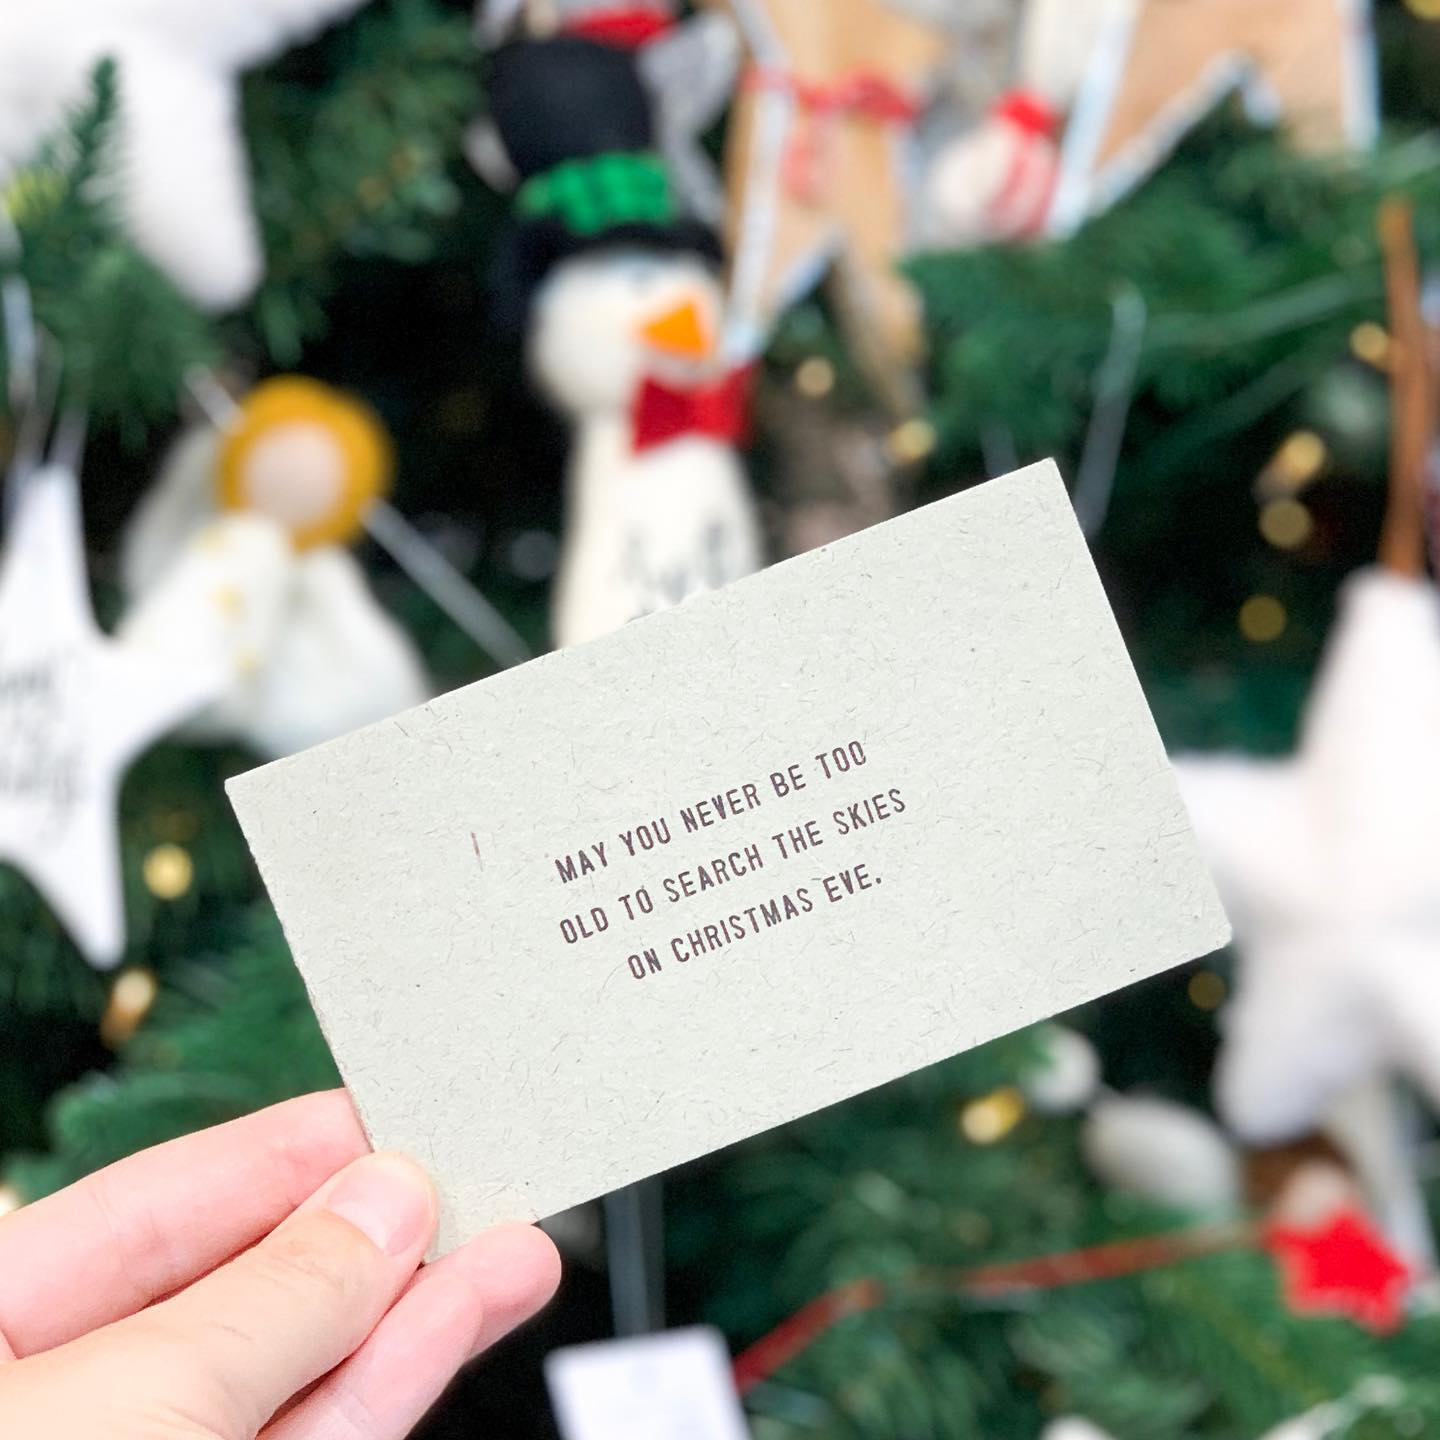 MAY YOU NEVER BE TOO
OLD TO SEARCH THE SKIES
ON CHRISTMAS EVE.